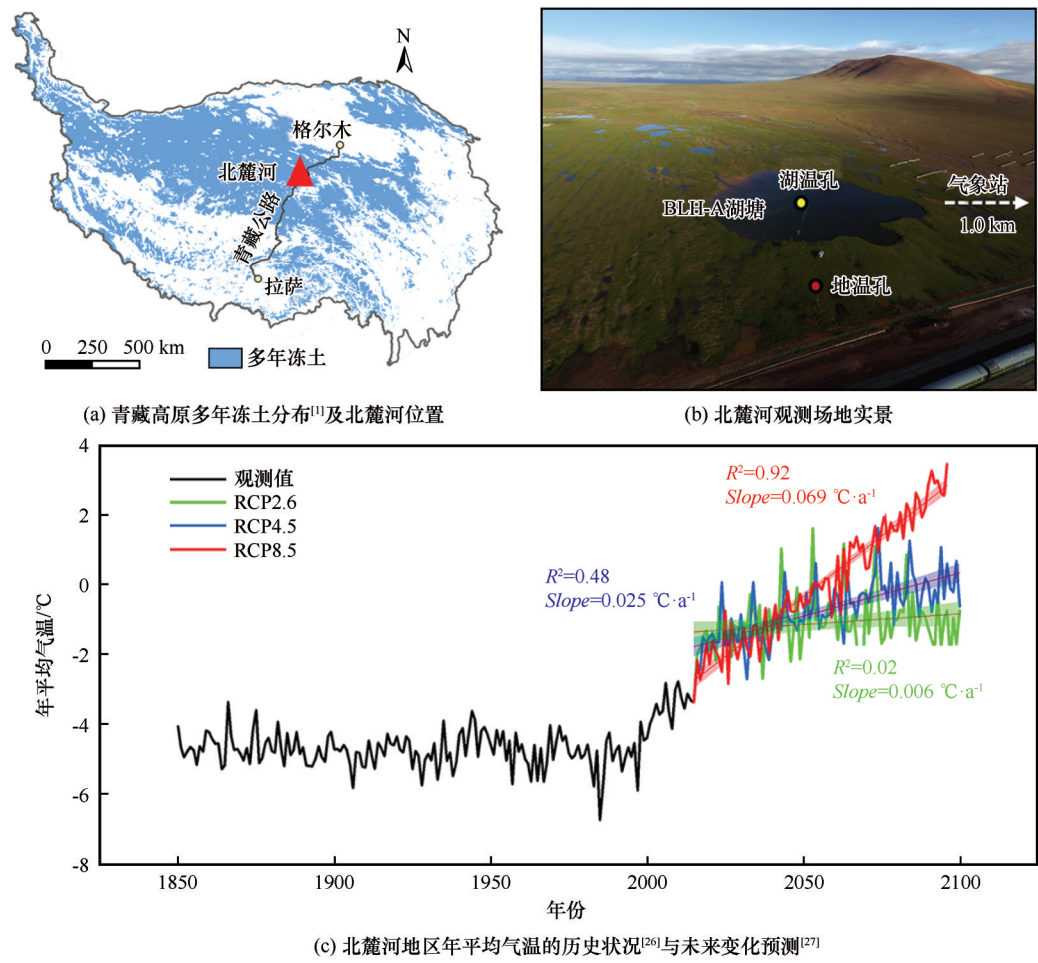 N
格尔木
北麓河
青藏公路
拉萨
0 250 500 km
多年冻土
(a) 青藏高原多年冻土分布[1]及北麓河位置
湖温孔
BLH-A湖塘
气象站
1.0 km
地温孔
(b) 北麓河观测场地实景
4
2
0
-2
-4
-6
-8
年平均气温/℃
观测值
RCP2.6
RCP4.5
RCP8.5
R²=0.92
Slope=0.069 ℃·a⁻¹
R²=0.48
Slope=0.025 ℃·a⁻¹
R²=0.02
Slope=0.006 ℃·a⁻¹
1850 1900 1950 2000 2050 2100
年份
(c) 北麓河地区年平均气温的历史状况[26]与未来变化预测[27]